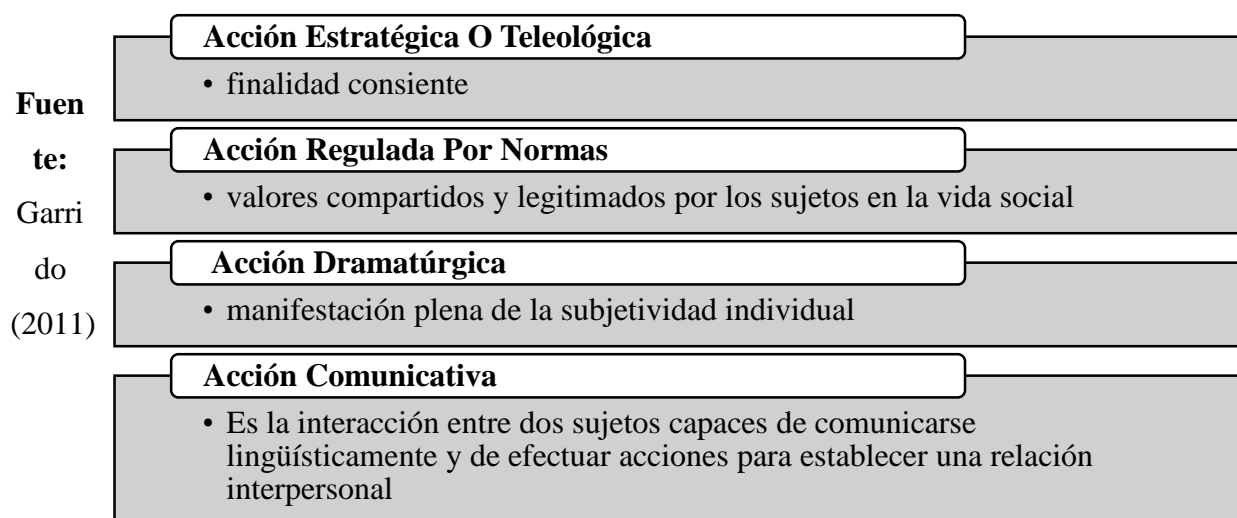 Fuen
te:
Garri
do
(2011)
Acción Estratégica O Teleológica
• finalidad consiente
Acción Regulada Por Normas
• valores compartidos y legitimados por los sujetos en la vida social
Acción Dramatúrgica
• manifestación plena de la subjetividad individual
Acción Comunicativa
• Es la interacción entre dos sujetos capaces de comunicarse
lingüísticamente y de efectuar acciones para establecer una relación
interpersonal